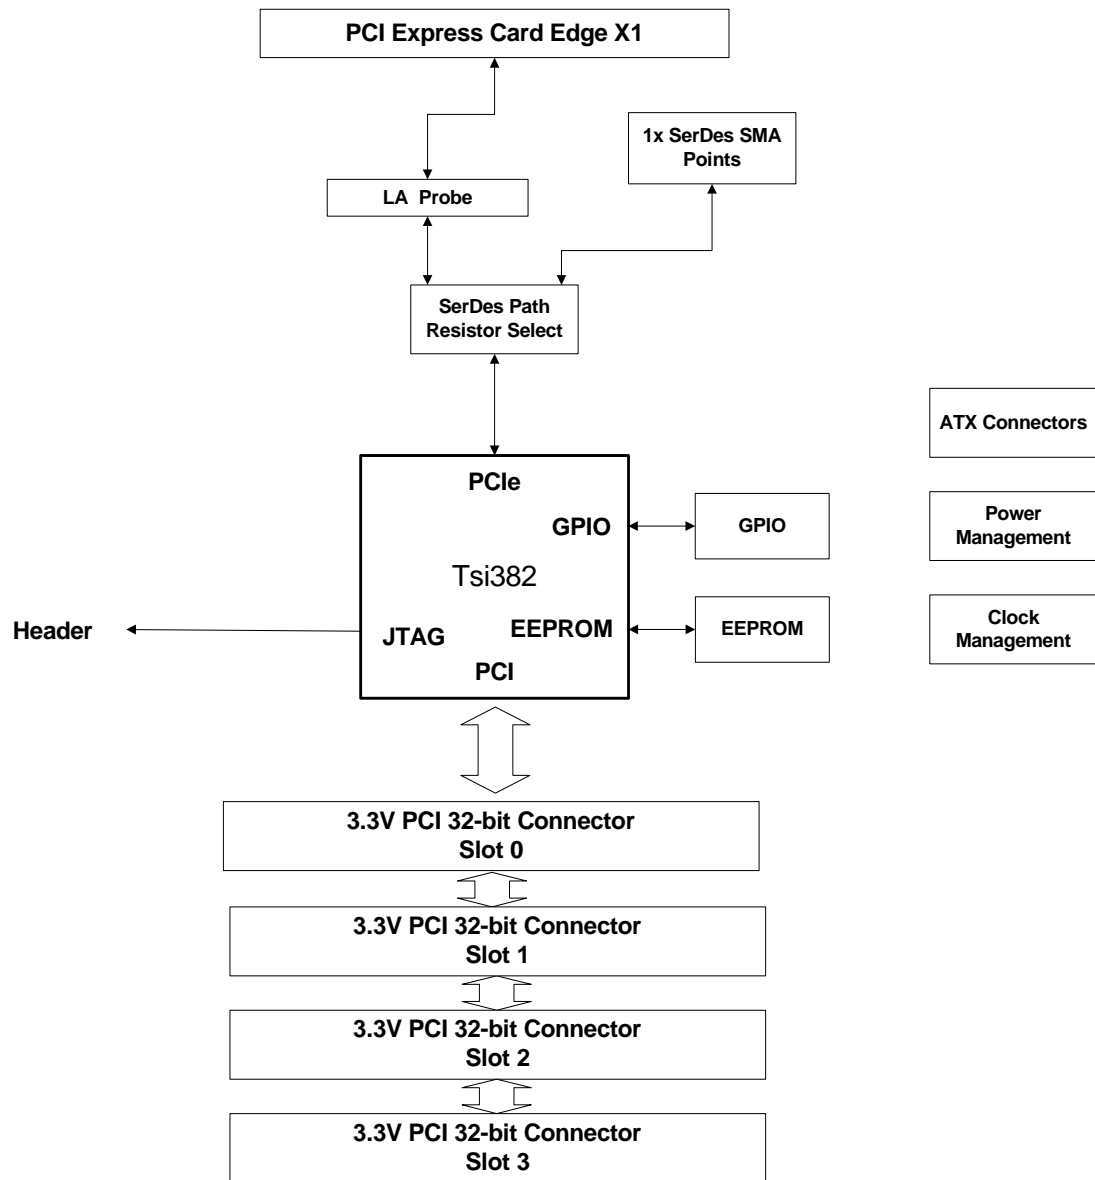 PCI Express Card Edge X1
1x SerDes SMA
Points
LA Probe
SerDes Path
Resistor Select
ATX Connectors
PCIe
GPIO
GPIO
Power
Management
Tsi382
Header
JTAG
EEPROM
EEPROM
Clock
Management
PCI
3.3V PCI 32-bit Connector
Slot 0
3.3V PCI 32-bit Connector
Slot 1
3.3V PCI 32-bit Connector
Slot 2
3.3V PCI 32-bit Connector
Slot 3